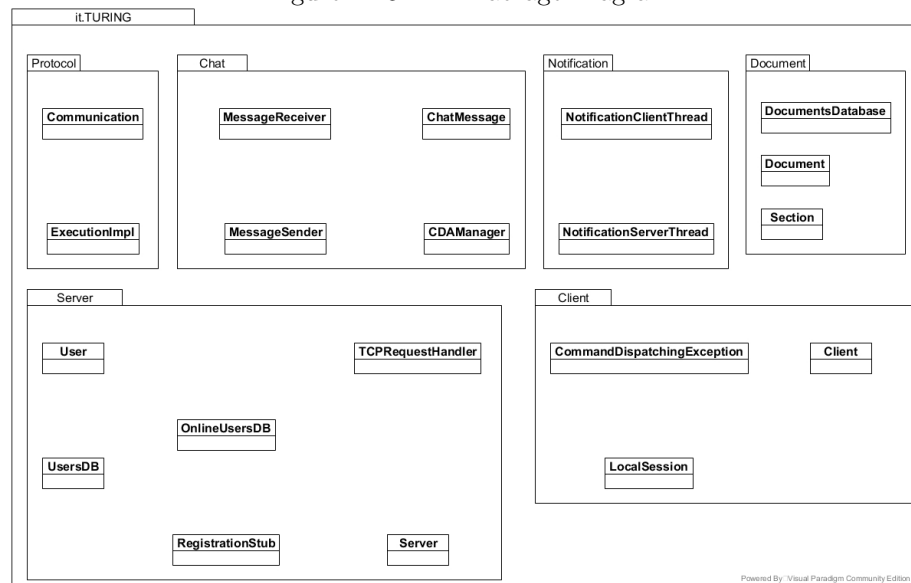 it.TURING
Protocol
Communication
ExecutionImpl
Chat
MessageReceiver
ChatMessage
MessageSender
CDAManager
Notification
NotificationClientThread
NotificationServerThread
Document
DocumentsDatabase
Document
Section
Server
User
TCPRequestHandler
OnlineUsersDB
UsersDB
RegistrationStub
Server
Client
CommandDispatchingException
Client
LocalSession
Powered By Visual Paradigm Community Edition